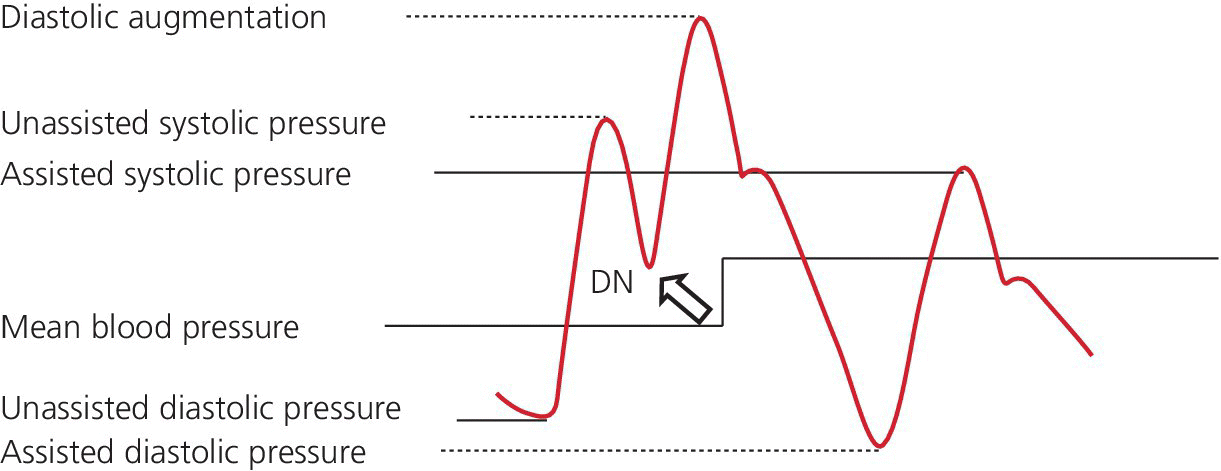 Diastolic augmentation
Unassisted systolic pressure
Assisted systolic pressure
DN
Mean blood pressure
Unassisted diastolic pressure
Assisted diastolic pressure